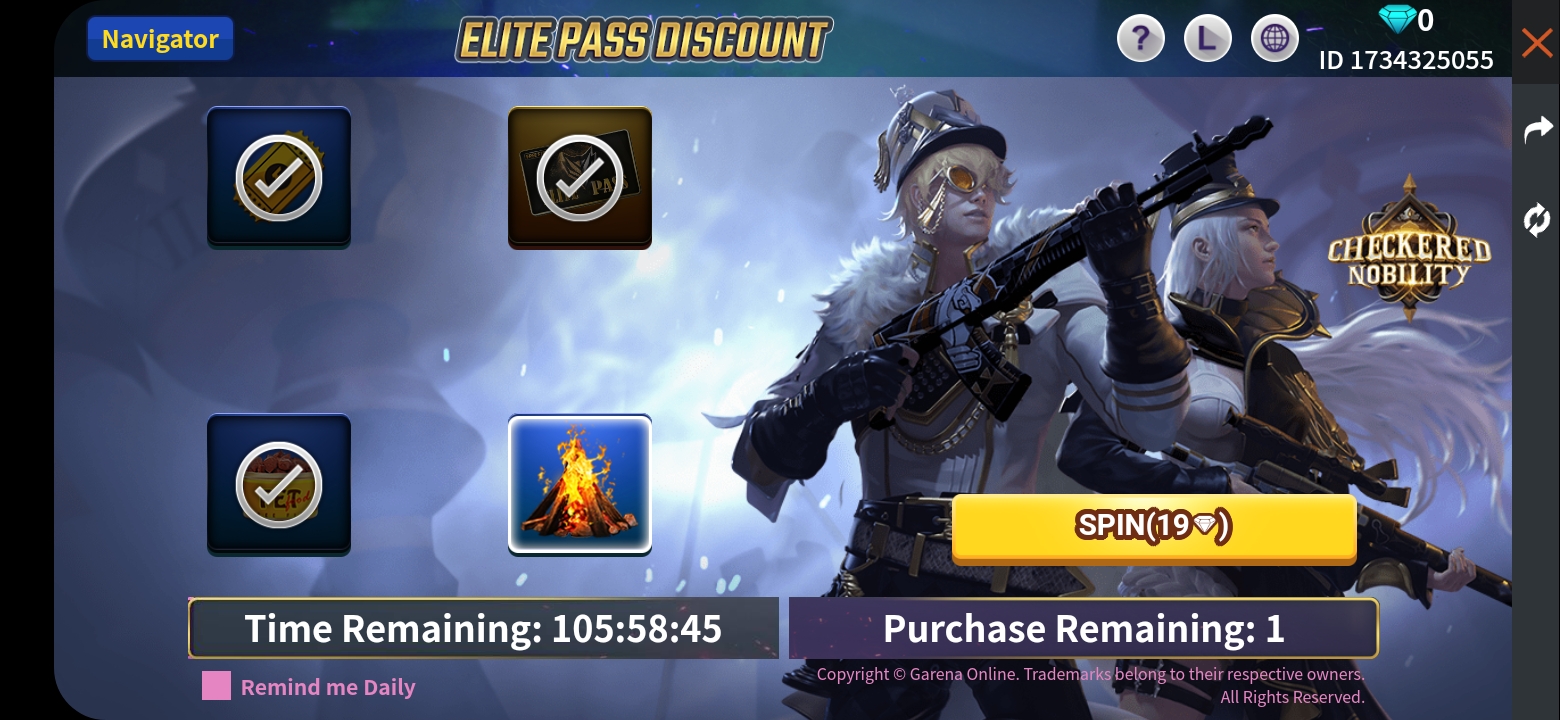 Navigator
ELITE PASS DISCOUNT
?
L
0
ID 1734325055
CHECKERED
NOBILITY
SPIN(19)
Time Remaining: 105:58:45
Purchase Remaining: 1
Remind me Daily
Copyright © Garena Online. Trademarks belong to their respective owners.
All Rights Reserved.